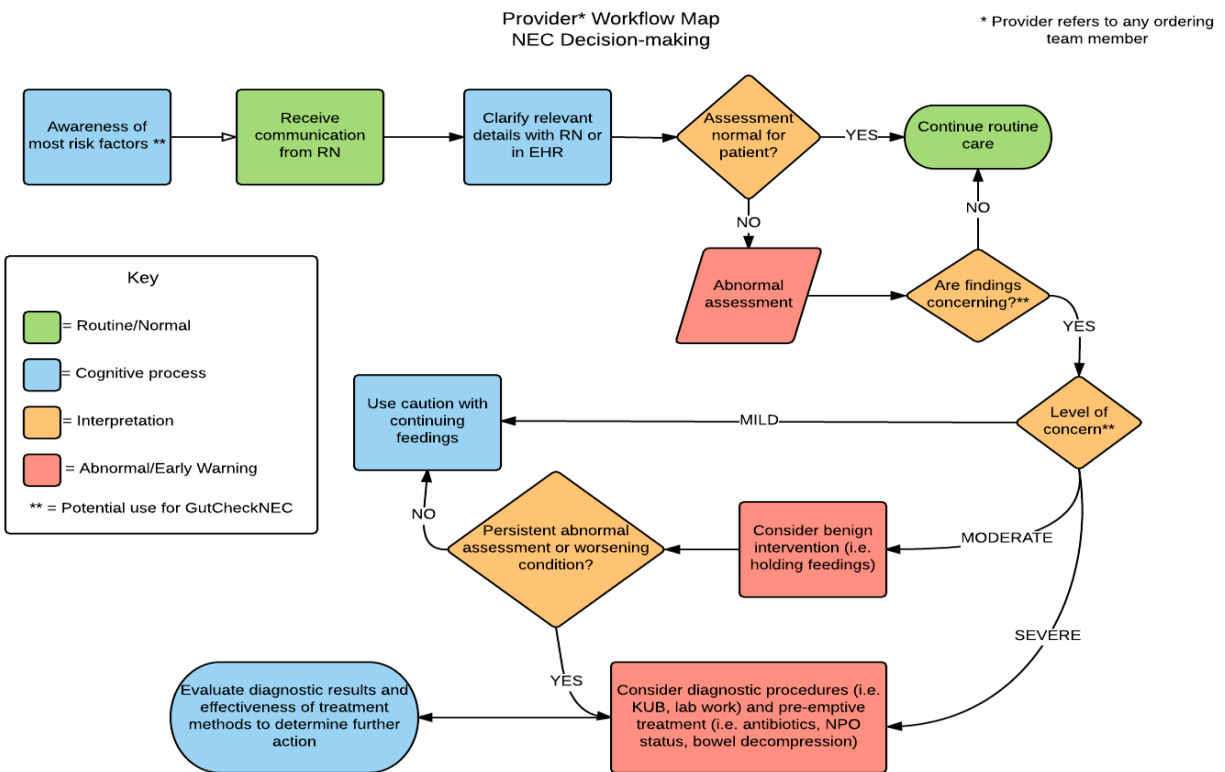 Provider* Workflow Map
NEC Decision-making
* Provider refers to any ordering
team member
Awareness of
most risk factors **
Receive
communication
from RN
Clarify relevant
details with RN or
in EHR
Assessment
normal for
patient?
YES
Continue routine
care
NO
NO
Abnormal
assessment
Are findings
concerning?**
YES
Key
= Routine/Normal
= Cognitive process
= Interpretation
= Abnormal/Early Warning
** = Potential use for GutCheckNEC
Use caution with
continuing
feedings
MILD
Level of
concern**
NO
Persistent abnormal
assessment or worsening
condition?
Consider benign
intervention (i.e.
holding feedings)
MODERATE
SEVERE
YES
Evaluate diagnostic results and
effectiveness of treatment
methods to determine further
action
Consider diagnostic procedures (i.e.
KUB, lab work) and pre-emptive
treatment (i.e. antibiotics, NPO
status, bowel decompression)